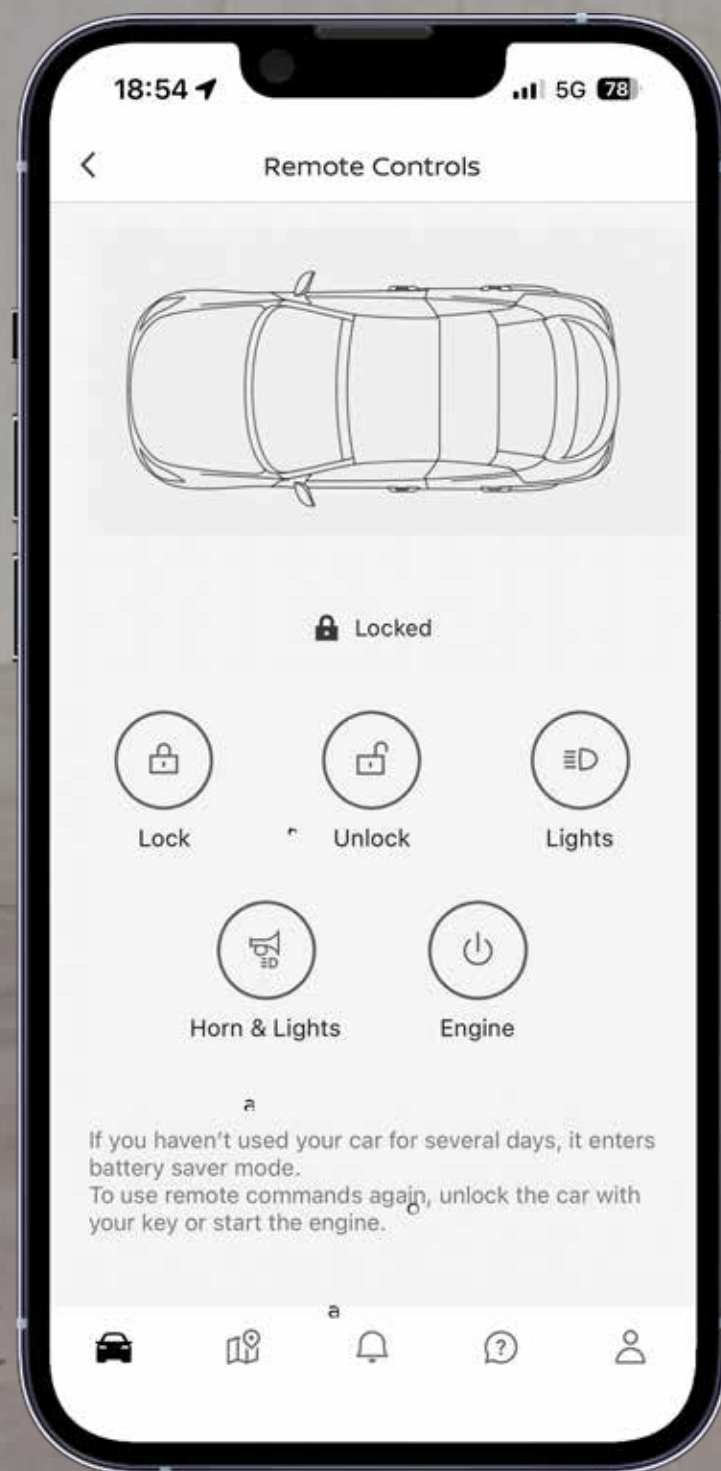 18:54
5G 78
Remote Controls
Locked
Lock Unlock Lights
Horn & Lights Engine
a
If you haven't used your car for several days, it enters
battery saver mode.
To use remote commands again, unlock the car with
your key or start the engine.
a
?